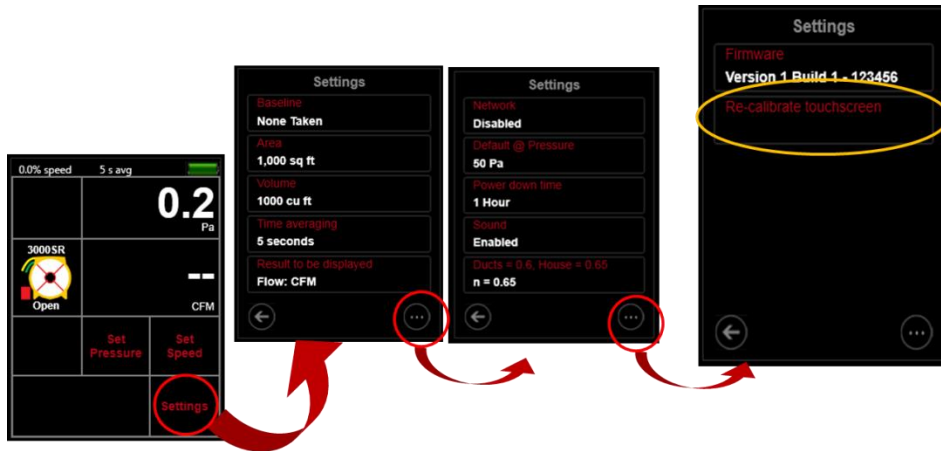 0.0% speed 5 s avg
0.2
Pa
3000SR
Open
--
CFM
Set Pressure
Set Speed
Settings
Settings
Baseline
None Taken
Area
1,000 sq ft
Volume
1000 cu ft
Time averaging
5 seconds
Result to be displayed
Flow: CFM
Settings
Network
Disabled
Default @ Pressure
50 Pa
Power down time
1 Hour
Sound
Enabled
Ducts = 0.6, House = 0.65
n = 0.65
Settings
Firmware
Version 1 Build 1 - 123456
Re-calibrate touchscreen